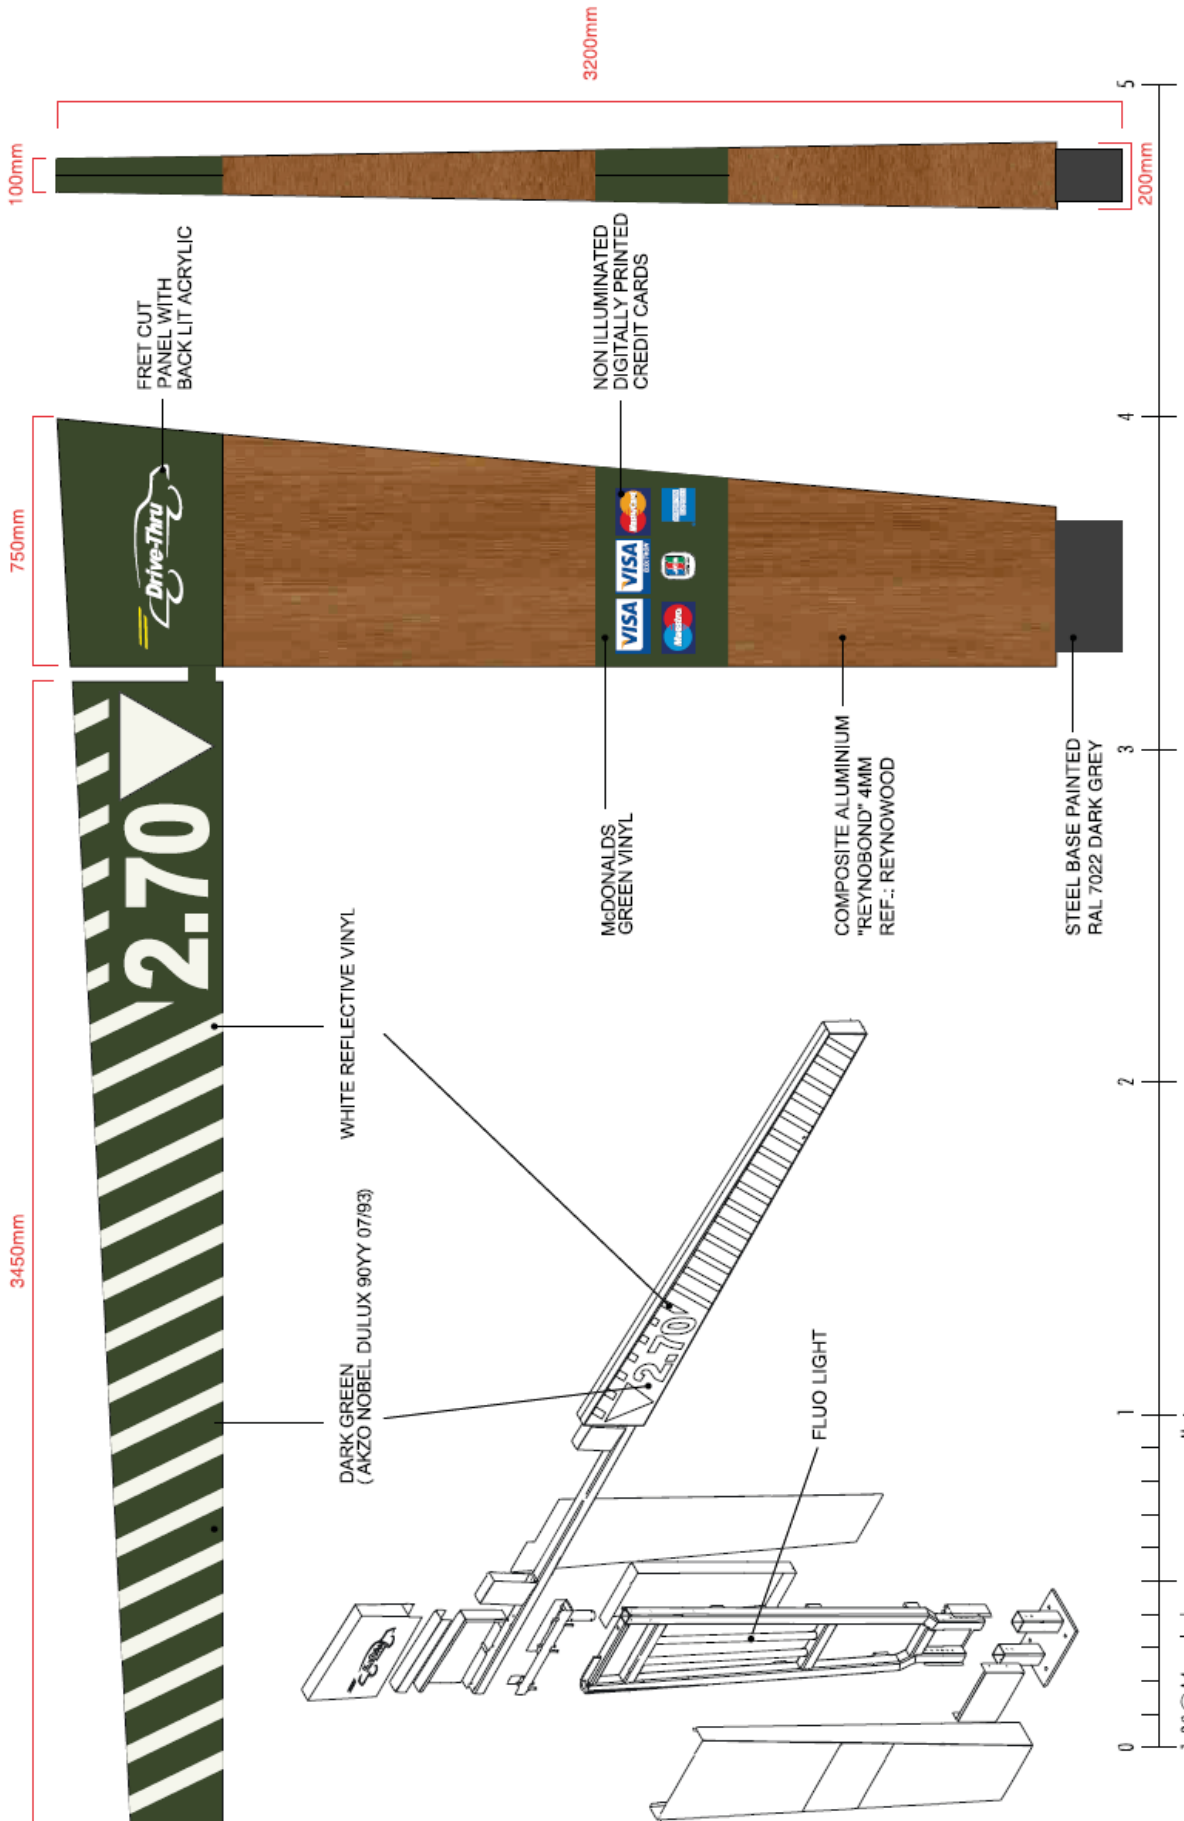 3450mm
750mm
100mm
3200mm
200mm
2.70
Drive-Thru
FRET CUT
PANEL WITH
BACK LIT ACRYLIC
WHITE REFLECTIVE VINYL
DARK GREEN
( AKZO NOBEL DULUX 90YY 07/93)
VISA
VISA
ELECTRON
MasterCard
Maestro
JCB
NON ILLUMINATED
DIGITALLY PRINTED
CREDIT CARDS
McDONALDS
GREEN VINYL
COMPOSITE ALUMINIUM
"REYNOBOND" 4MM
REF.: REYNOWOOD
STEEL BASE PAINTED
RAL 7022 DARK GREY
2.70
FLUO LIGHT
0
1
2
3
4
5